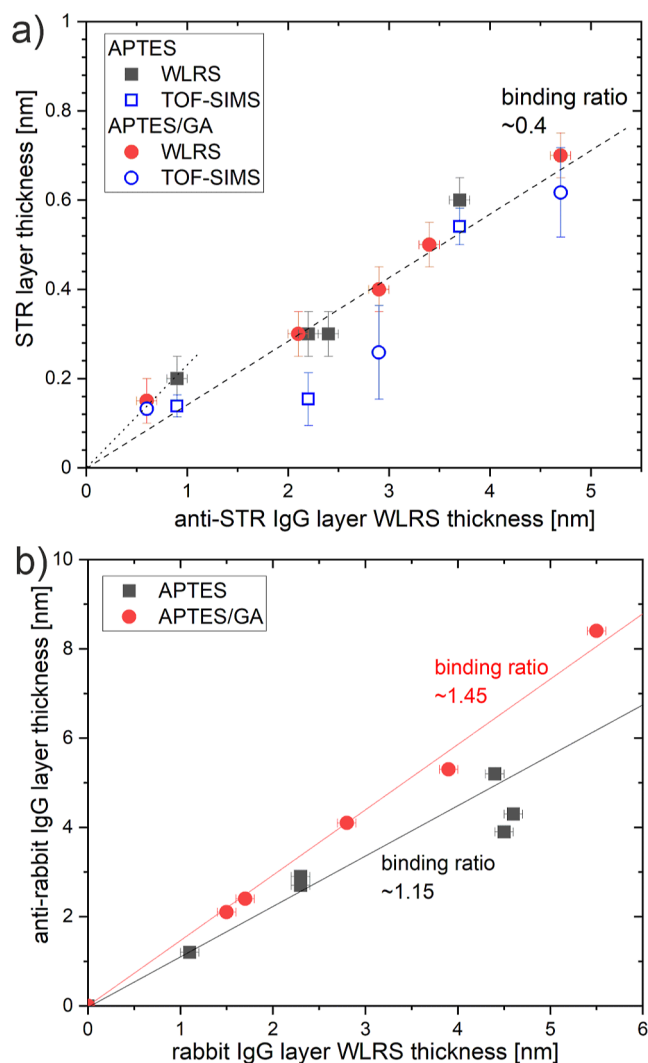 a)
APTES
WLRS
TOF-SIMS
APTES/GA
WLRS
TOF-SIMS
binding ratio
~0.4
STR layer thickness [nm]
1
0.8
0.6
0.4
0.2
0
0
1
2
3
4
5
anti-STR IgG layer WLRS thickness [nm]
b)
APTES
APTES/GA
binding ratio
~1.45
binding ratio
~1.15
anti-rabbit IgG layer thickness [nm]
10
8
6
4
2
0
0
1
2
3
4
5
6
rabbit IgG layer WLRS thickness [nm]